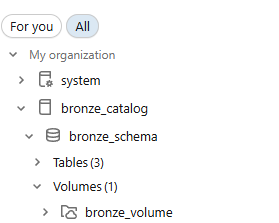 For you All
My organization
system
bronze_catalog
bronze_schema
Tables (3)
Volumes (1)
bronze_volume